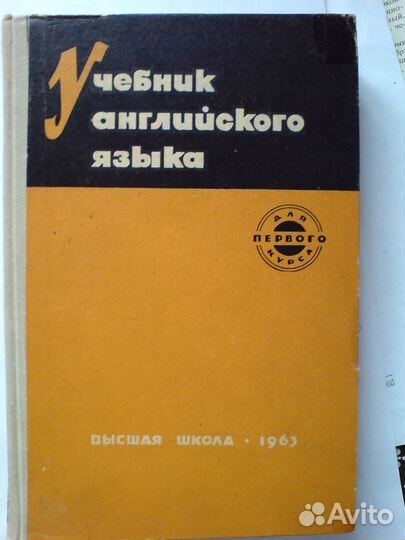 Учебник
английского
языка
ДЛЯ
ПЕРВОГО
КУРСА
ВЫСШАЯ ШКОЛА • 1963
Avito